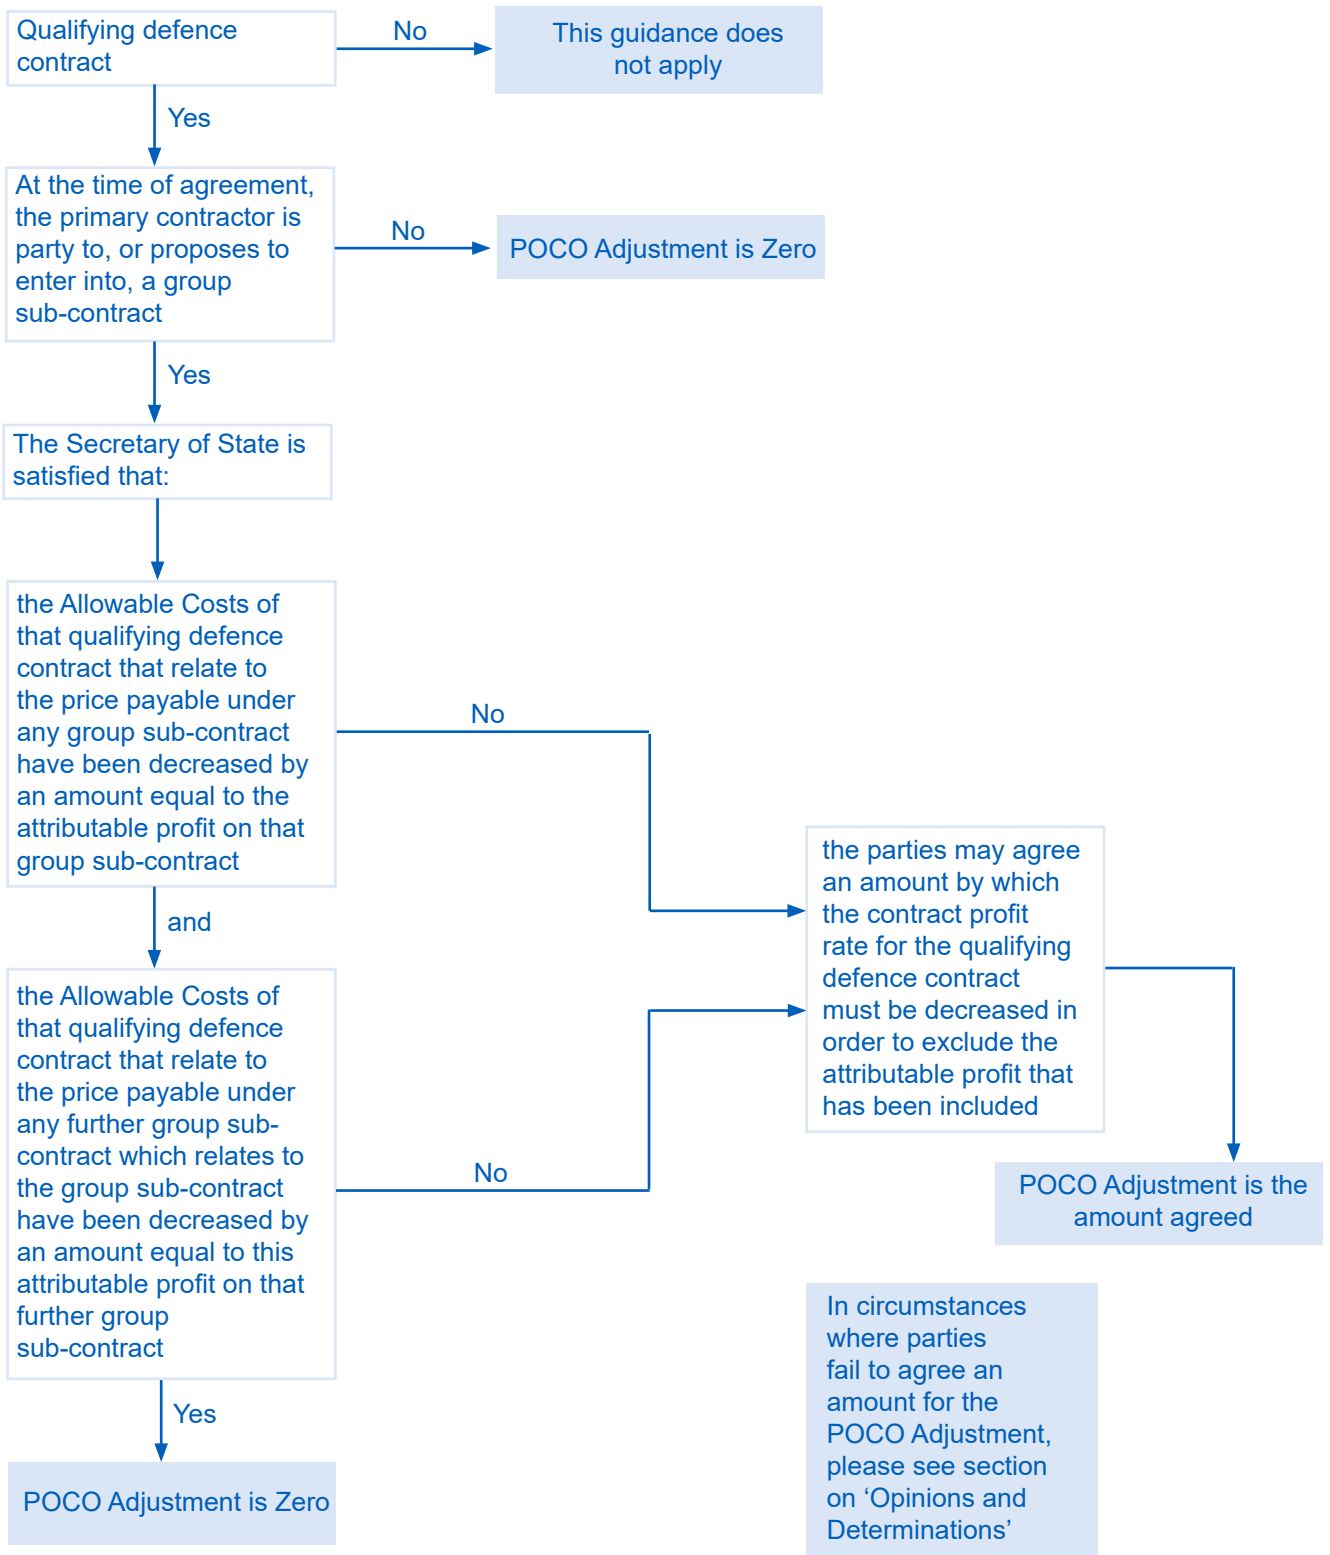 Qualifying defence
contract
No
This guidance does
not apply
Yes
At the time of agreement,
the primary contractor is
party to, or proposes to
enter into, a group
sub-contract
No
POCO Adjustment is Zero
Yes
The Secretary of State is
satisfied that:
the Allowable Costs of
that qualifying defence
contract that relate to
the price payable under
any group sub-contract
have been decreased by
an amount equal to the
attributable profit on that
group sub-contract
No
and
the Allowable Costs of
that qualifying defence
contract that relate to
the price payable under
any further group sub-
contract which relates to
the group sub-contract
have been decreased by
an amount equal to this
attributable profit on that
further group
sub-contract
No
Yes
POCO Adjustment is Zero
the parties may agree
an amount by which
the contract profit
rate for the qualifying
defence contract
must be decreased in
order to exclude the
attributable profit that
has been included
POCO Adjustment is the
amount agreed
In circumstances
where parties
fail to agree an
amount for the
POCO Adjustment,
please see section
on ‘Opinions and
Determinations’